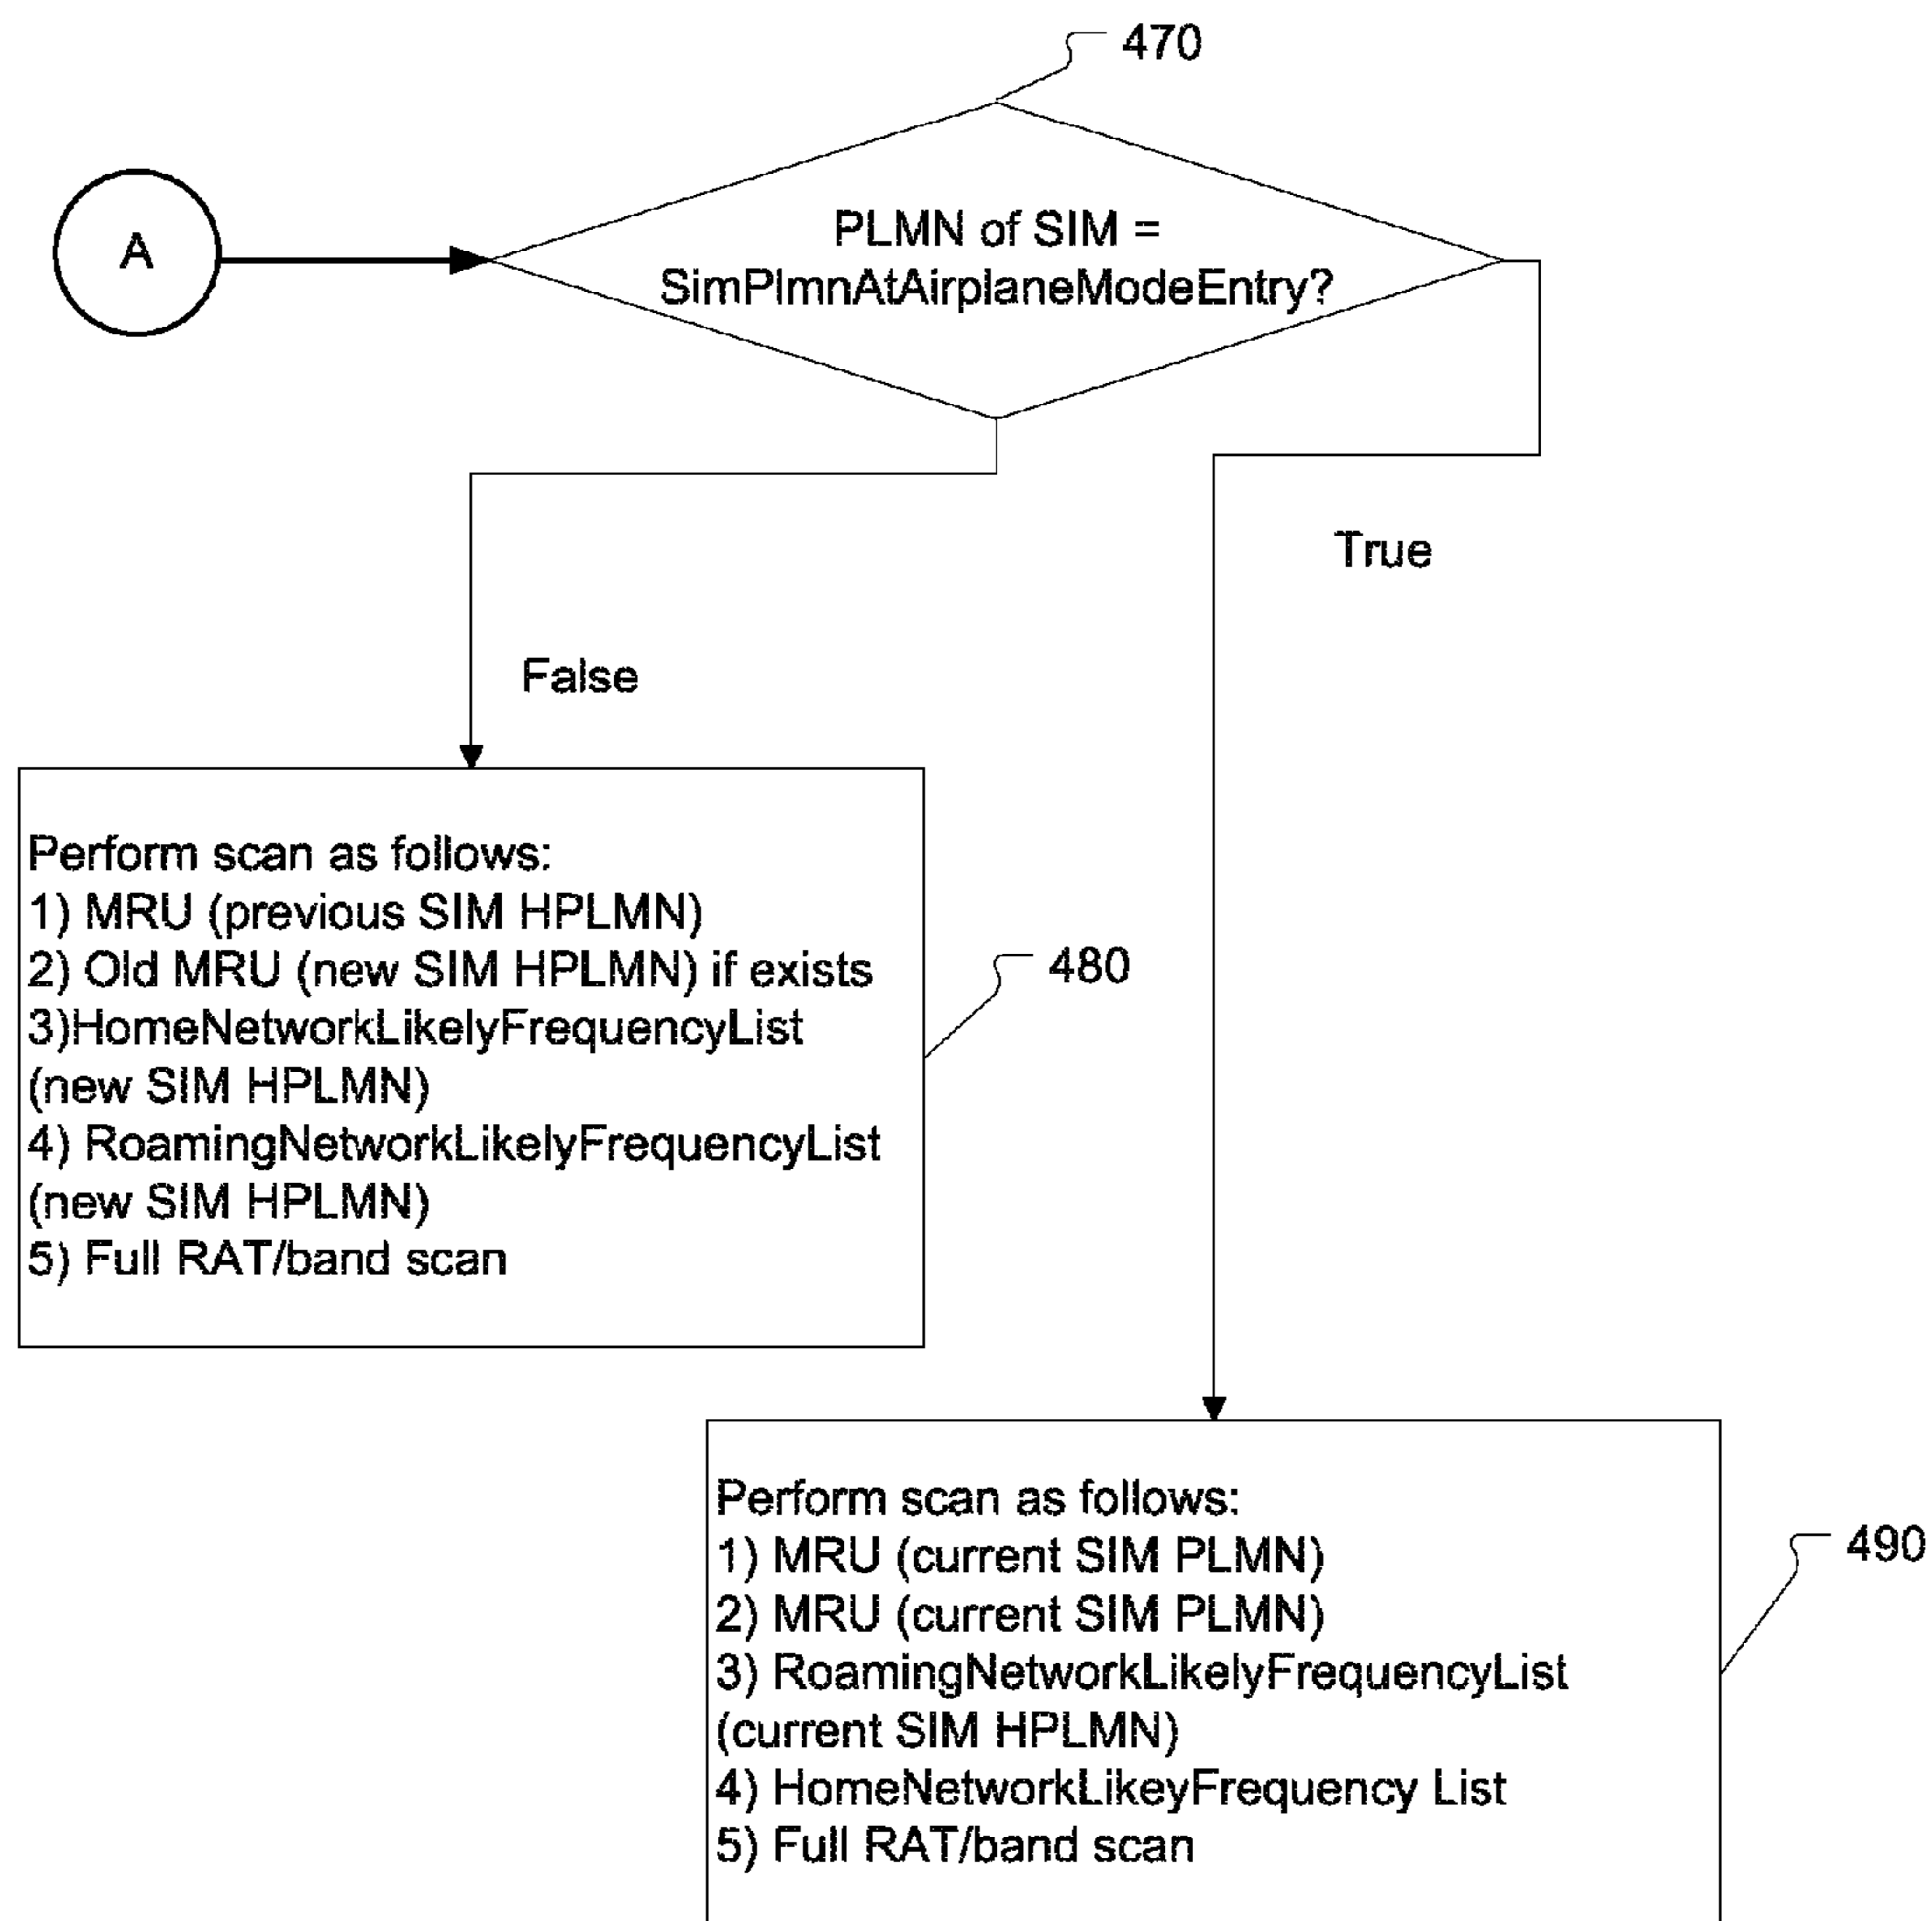 470
A
PLMN of SIM =
SimPlmnAtAirplaneModeEntry?
True
False
Perform scan as follows:
1) MRU (previous SIM HPLMN)
2) Old MRU (new SIM HPLMN) if exists
3)HomeNetworkLikelyFrequencyList
(new SIM HPLMN)
4) RoamingNetworkLikelyFrequencyList
(new SIM HPLMN)
5) Full RAT/band scan
480
Perform scan as follows:
1) MRU (current SIM PLMN)
2) MRU (current SIM PLMN)
3) RoamingNetworkLikelyFrequencyList
(current SIM HPLMN)
4) HomeNetworkLikeyFrequency List
5) Full RAT/band scan
490